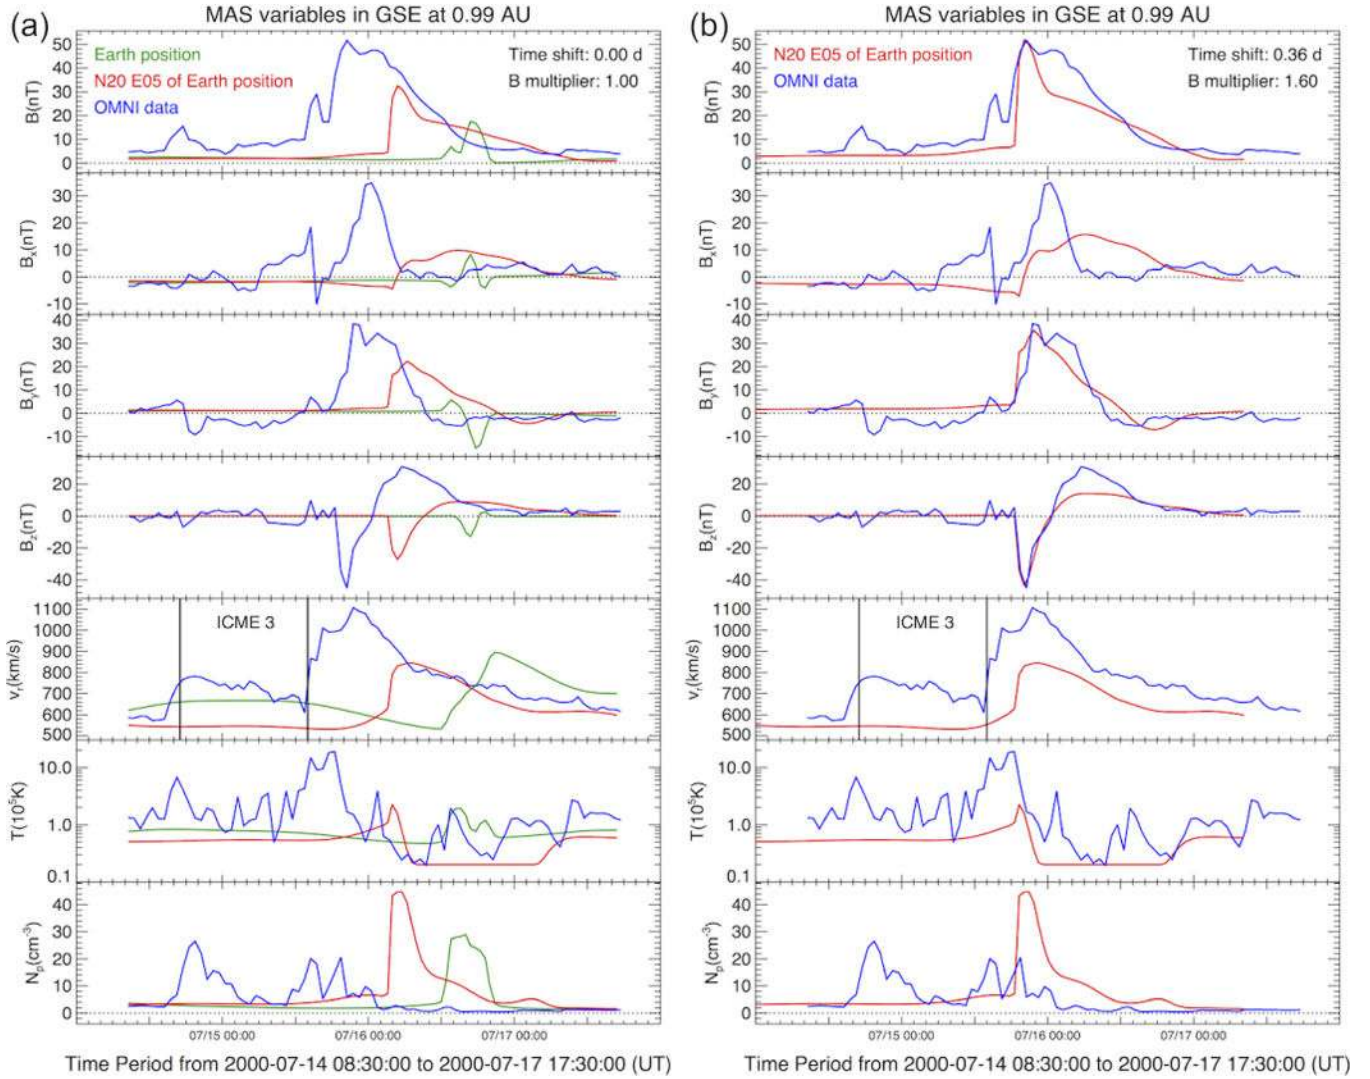 (a)
MAS variables in GSE at 0.99 AU
Earth position
N20 E05 of Earth position
OMNI data
Time shift: 0.00 d
B multiplier: 1.00
B(nT)
50
40
30
20
10
0
Bx(nT)
30
20
10
0
-10
By(nT)
40
30
20
10
0
-10
Bz(nT)
20
0
-20
-40
vr(km/s)
1100
1000
900
800
700
600
500
ICME 3
T(10⁵K)
10.0
1.0
0.1
Np(cm⁻³)
40
30
20
10
0
07/15 00:00
07/16 00:00
07/17 00:00
Time Period from 2000-07-14 08:30:00 to 2000-07-17 17:30:00 (UT)
(b)
MAS variables in GSE at 0.99 AU
N20 E05 of Earth position
OMNI data
Time shift: 0.36 d
B multiplier: 1.60
B(nT)
50
40
30
20
10
0
Bx(nT)
30
20
10
0
-10
By(nT)
40
30
20
10
0
-10
Bz(nT)
20
0
-20
-40
vr(km/s)
1100
1000
900
800
700
600
500
ICME 3
T(10⁵K)
10.0
1.0
0.1
Np(cm⁻³)
40
30
20
10
0
07/15 00:00
07/16 00:00
07/17 00:00
Time Period from 2000-07-14 08:30:00 to 2000-07-17 17:30:00 (UT)